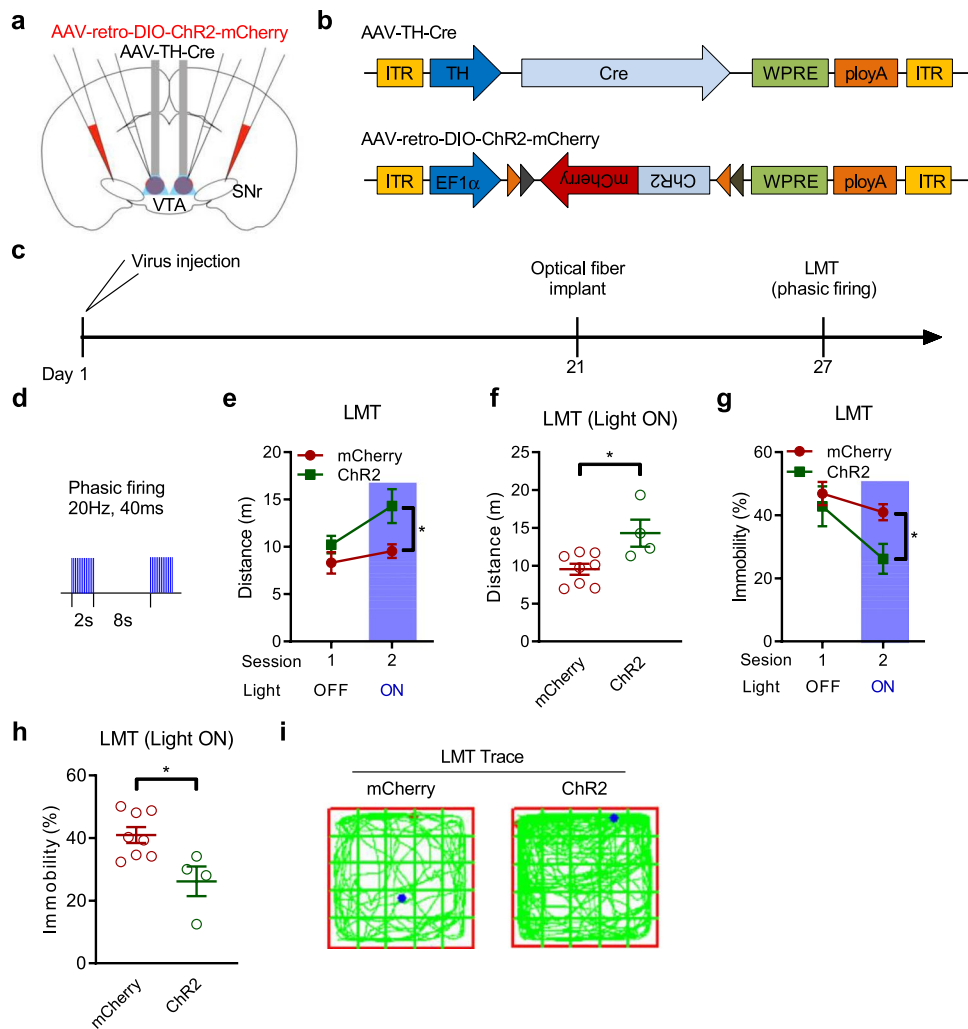 a
AAV-retro-DIO-ChR2-mCherry
AAV-TH-Cre
SNr
VTA
b
AAV-TH-Cre
ITR TH Cre WPRE ployA ITR
AAV-retro-DIO-ChR2-mCherry
ITR EF1α mCherry ChR2 WPRE ployA ITR
c
Virus injection
Optical fiber
implant
LMT
(phasic firing)
Day 1
21
27
d
Phasic firing
20Hz, 40ms
2s 8s
e
LMT
mCherry
ChR2
Distance (m)
20
15
10
5
0
*
Session 1 2
Light OFF ON
f
LMT (Light ON)
Distance (m)
25
20
15
10
5
0
*
mCherry
ChR2
g
LMT
mCherry
ChR2
Immobility (%)
60
40
20
0
*
Sesion 1 2
Light OFF ON
h
LMT (Light ON)
Immobility (%)
60
40
20
0
*
mCherry
ChR2
i
LMT Trace
mCherry
ChR2